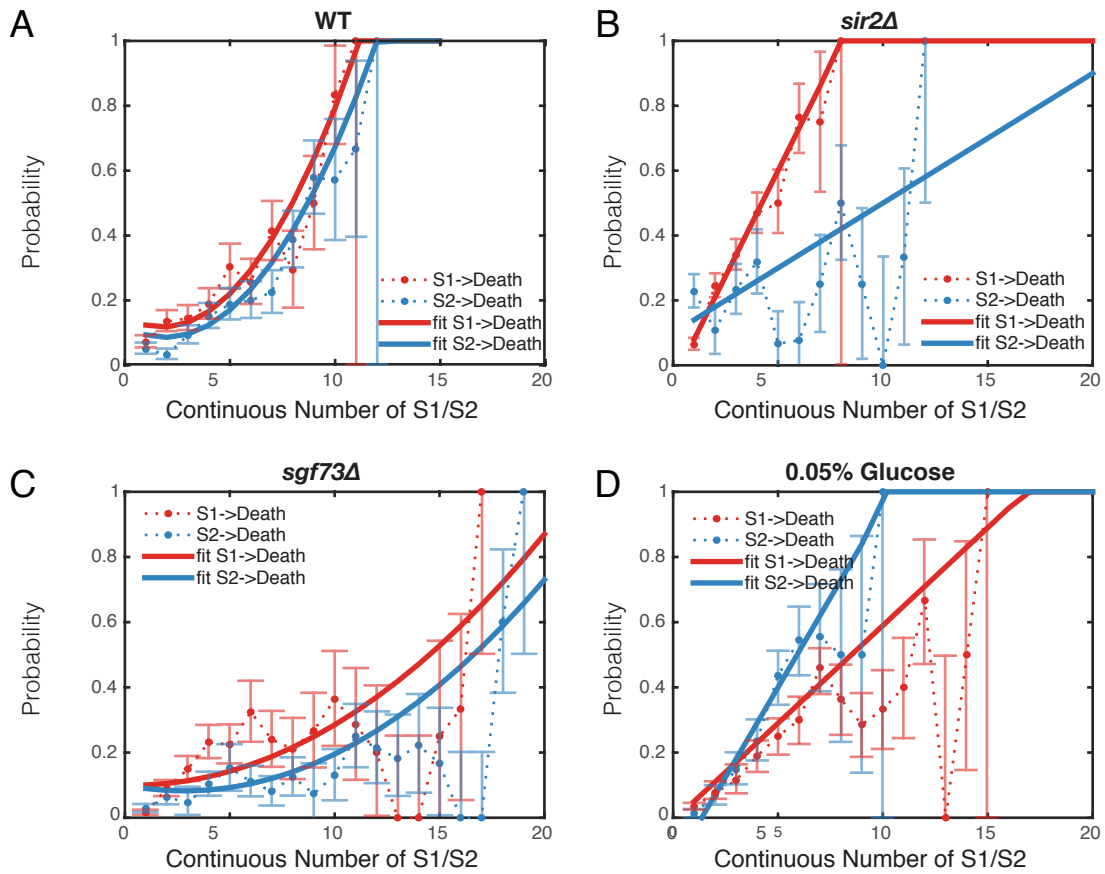 A
WT
1
0.8
0.6
0.4
0.2
0
Probability
0 5 10 15 20
Continuous Number of S1/S2
S1->Death
S2->Death
fit S1->Death
fit S2->Death
B
sir2Δ
1
0.8
0.6
0.4
0.2
0
Probability
0 5 10 15 20
Continuous Number of S1/S2
S1->Death
S2->Death
fit S1->Death
fit S2->Death
C
sgf73Δ
1
0.8
0.6
0.4
0.2
0
Probability
0 5 10 15 20
Continuous Number of S1/S2
S1->Death
S2->Death
fit S1->Death
fit S2->Death
D
0.05% Glucose
1
0.8
0.6
0.4
0.2
0
Probability
0 5 5 10 15 20
Continuous Number of S1/S2
S1->Death
S2->Death
fit S1->Death
fit S2->Death